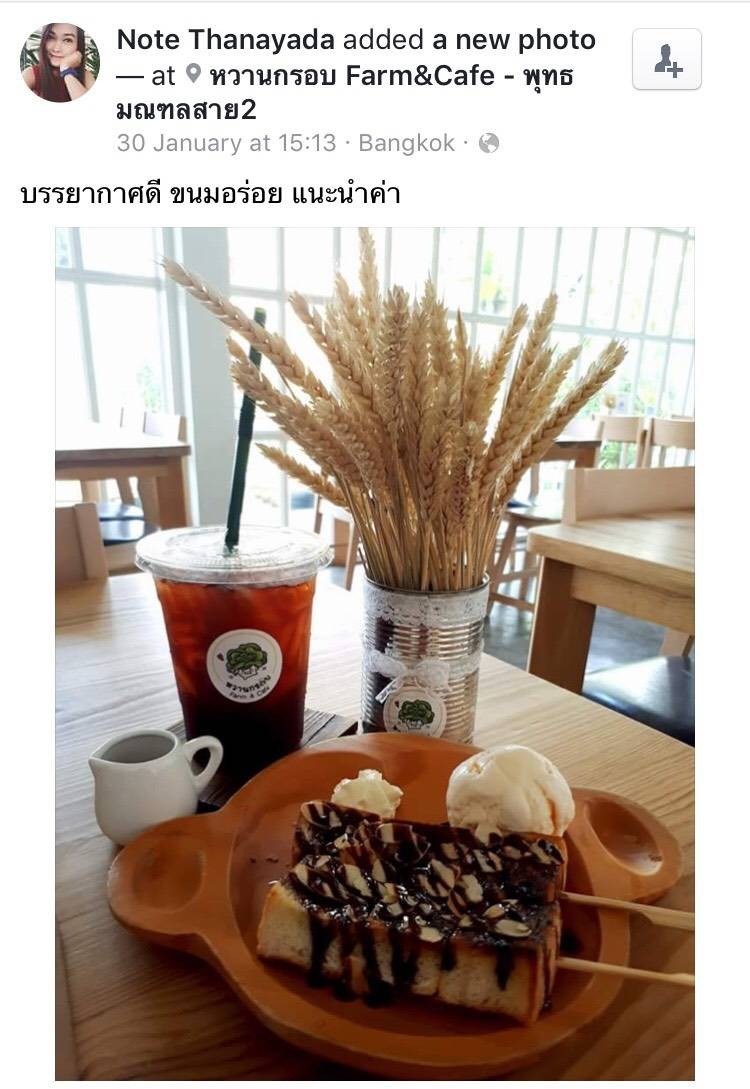 Note Thanayada added a new photo
— at หวานกรอบ Farm&Cafe - พุทธ
มณฑลสาย2
30 January at 15:13 · Bangkok ·
บรรยากาศดี ขนมอร่อย แนะนำค่า
หวานกรอบ
Farm & Cafe